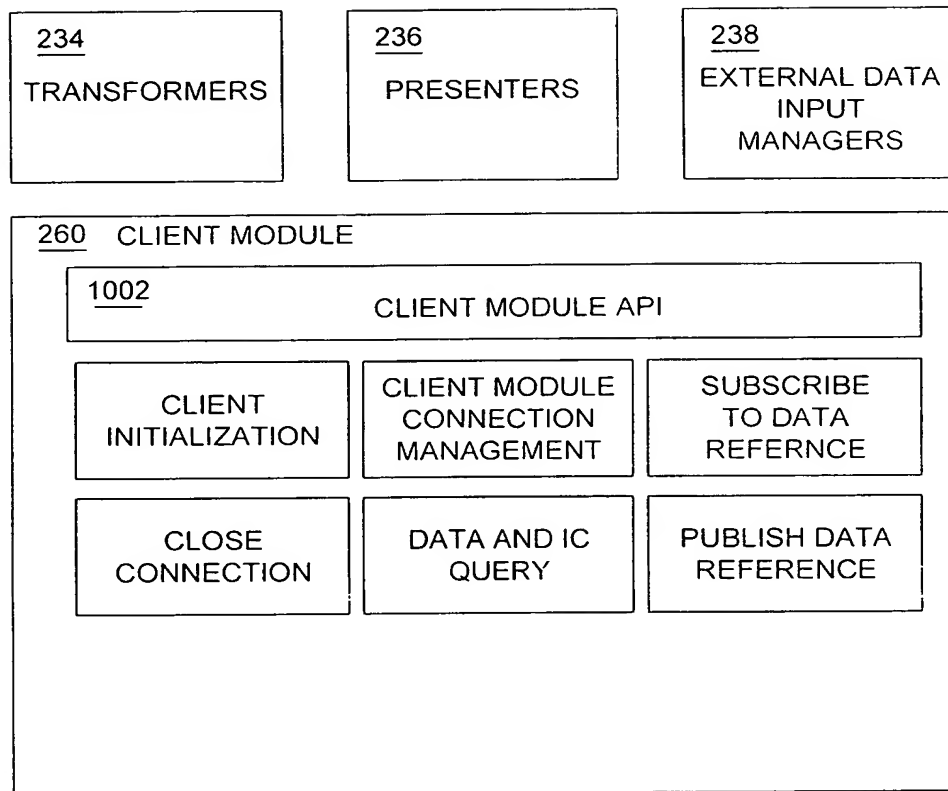 234
TRANSFORMERS
236
PRESENTERS
238
EXTERNAL DATA
INPUT
MANAGERS
260 CLIENT MODULE
1002
CLIENT MODULE API
CLIENT
INITIALIZATION
CLIENT MODULE
CONNECTION
MANAGEMENT
SUBSCRIBE
TO DATA
REFERNCE
CLOSE
CONNECTION
DATA AND IC
QUERY
PUBLISH DATA
REFERENCE